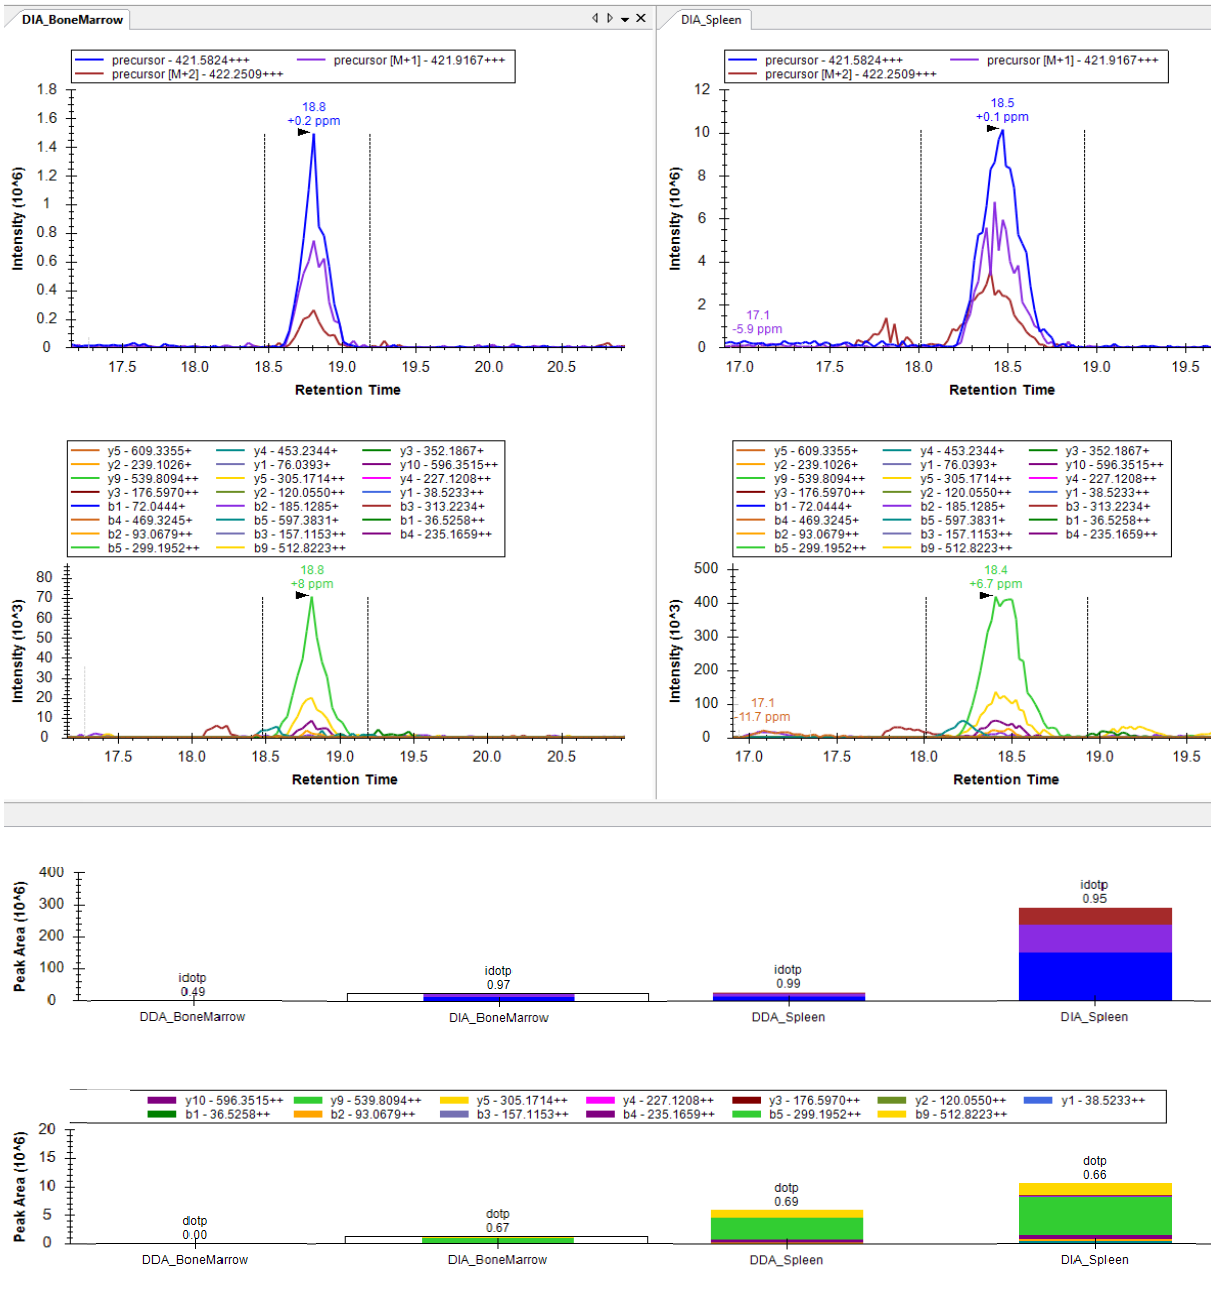 DIA_BoneMarrow
DIA_Spleen
precursor - 421.5824+++ precursor [M+1] - 421.9167+++
precursor [M+2] - 422.2509+++
precursor - 421.5824+++ precursor [M+1] - 421.9167+++
precursor [M+2] - 422.2509+++
Intensity (10^6)
1.8
1.6
1.4
1.2
1
0.8
0.6
0.4
0.2
0
18.8
+0.2 ppm
17.5 18.0 18.5 19.0 19.5 20.0 20.5
Retention Time
Intensity (10^6)
12
10
8
6
4
2
0
18.5
+0.1 ppm
17.1
-5.9 ppm
17.0 17.5 18.0 18.5 19.0 19.5
Retention Time
y5 - 609.3355+ y4 - 453.2344+ y3 - 352.1867+
y2 - 239.1026+ y1 - 76.0393+ y10 - 596.3515++
y9 - 539.8094++ y5 - 305.1714++ y4 - 227.1208++
y3 - 176.5970++ y2 - 120.0550++ y1 - 38.5233++
b1 - 72.0444+ b2 - 185.1285+ b3 - 313.2234+
b4 - 469.3245+ b5 - 597.3831+ b1 - 36.5258++
b2 - 93.0679++ b3 - 157.1153++ b4 - 235.1659++
b5 - 299.1952++ b9 - 512.8223++
y5 - 609.3355+ y4 - 453.2344+ y3 - 352.1867+
y2 - 239.1026+ y1 - 76.0393+ y10 - 596.3515++
y9 - 539.8094++ y5 - 305.1714++ y4 - 227.1208++
y3 - 176.5970++ y2 - 120.0550++ y1 - 38.5233++
b1 - 72.0444+ b2 - 185.1285+ b3 - 313.2234+
b4 - 469.3245+ b5 - 597.3831+ b1 - 36.5258++
b2 - 93.0679++ b3 - 157.1153++ b4 - 235.1659++
b5 - 299.1952++ b9 - 512.8223++
Intensity (10^3)
80
70
60
50
40
30
20
10
0
18.8
+8 ppm
17.5 18.0 18.5 19.0 19.5 20.0 20.5
Retention Time
Intensity (10^3)
500
400
300
200
100
0
18.4
+6.7 ppm
17.1
-11.7 ppm
17.0 17.5 18.0 18.5 19.0 19.5
Retention Time
Peak Area (10^6)
400
300
200
100
0
idotp
0.49
idotp
0.97
idotp
0.99
idotp
0.95
DDA_BoneMarrow DIA_BoneMarrow DDA_Spleen DIA_Spleen
y10 - 596.3515++ y9 - 539.8094++ y5 - 305.1714++ y4 - 227.1208++ y3 - 176.5970++ y2 - 120.0550++ y1 - 38.5233++
b1 - 36.5258++ b2 - 93.0679++ b3 - 157.1153++ b4 - 235.1659++ b5 - 299.1952++ b9 - 512.8223++
Peak Area (10^6)
20
15
10
5
0
dotp
0.00
dotp
0.67
dotp
0.69
dotp
0.66
DDA_BoneMarrow DIA_BoneMarrow DDA_Spleen DIA_Spleen